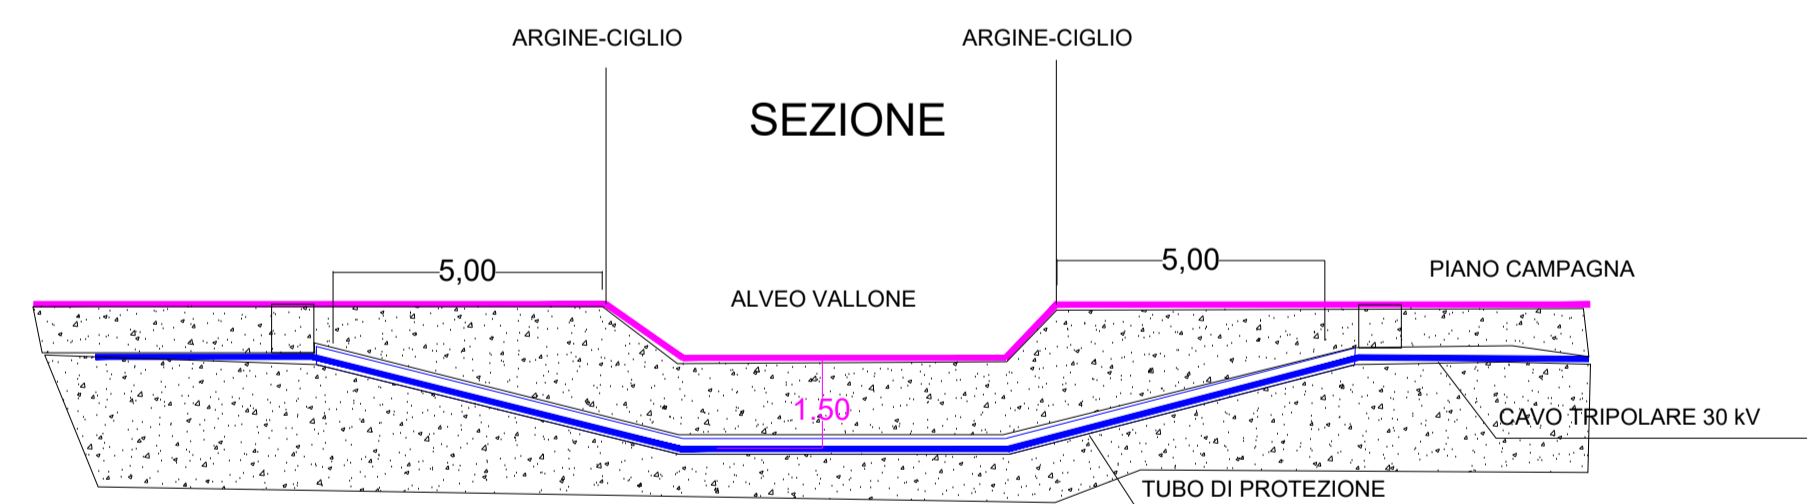 ARGINE-CIGLIO
ARGINE-CIGLIO
SEZIONE
5,00
5,00
PIANO CAMPAGNA
ALVEO VALLONE
1.50
CAVO TRIPOLARE 30 kV
TUBO DI PROTEZIONE